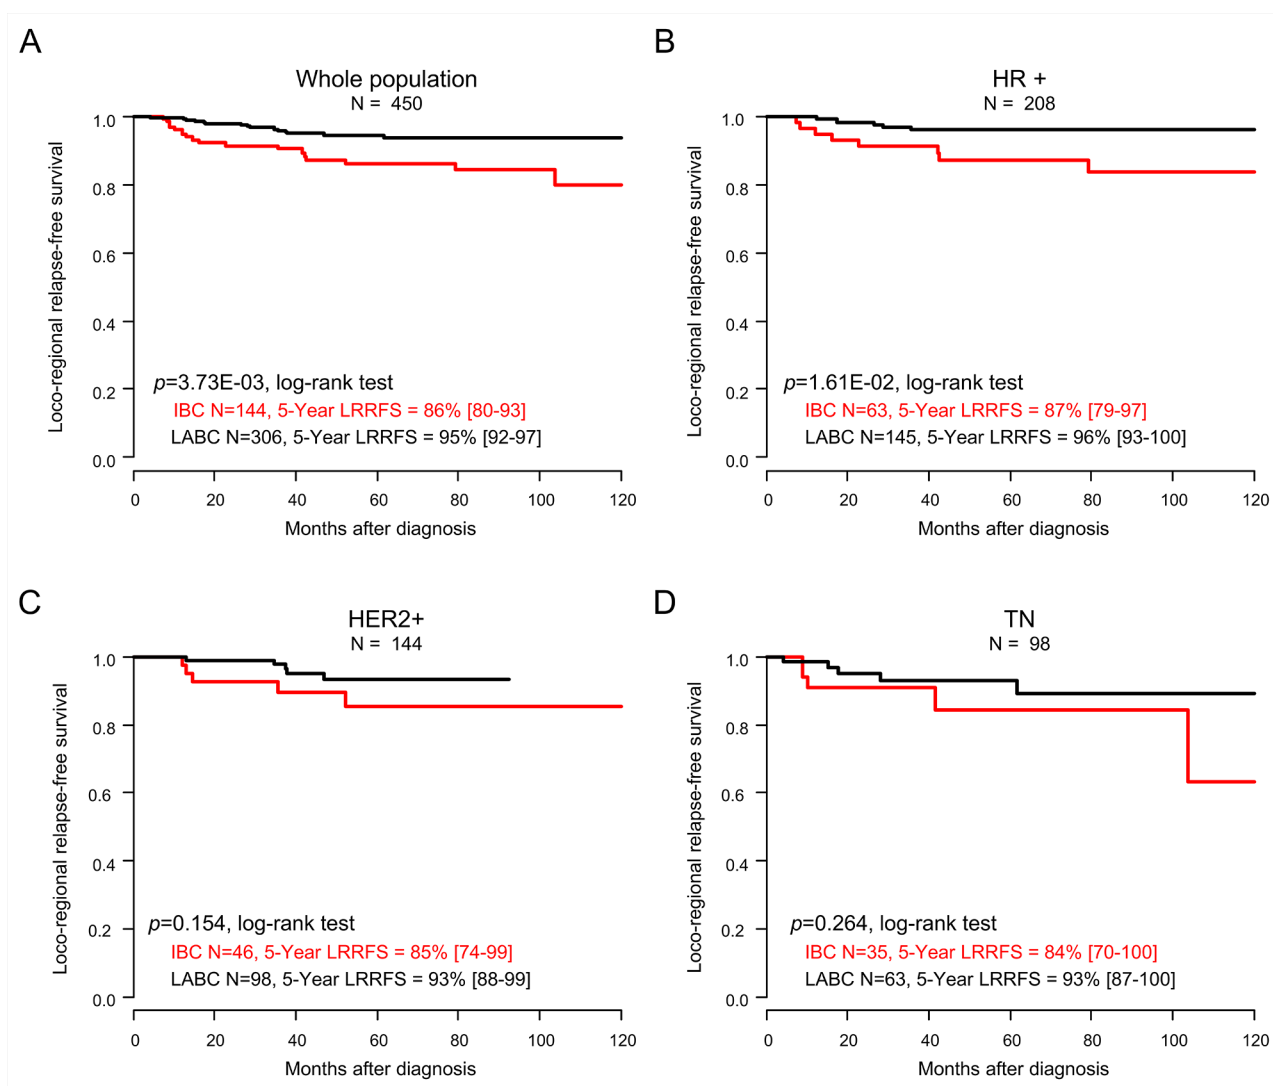 A
Whole population
N = 450
Loco-regional relapse-free survival
1.0
0.8
0.6
0.4
0.2
0.0
p=3.73E-03, log-rank test
IBC N=144, 5-Year LRRFS = 86% [80-93]
LABC N=306, 5-Year LRRFS = 95% [92-97]
0 20 40 60 80 100 120
Months after diagnosis
B
HR +
N = 208
Loco-regional relapse-free survival
1.0
0.8
0.6
0.4
0.2
0.0
p=1.61E-02, log-rank test
IBC N=63, 5-Year LRRFS = 87% [79-97]
LABC N=145, 5-Year LRRFS = 96% [93-100]
0 20 40 60 80 100 120
Months after diagnosis
C
HER2+
N = 144
Loco-regional relapse-free survival
1.0
0.8
0.6
0.4
0.2
0.0
p=0.154, log-rank test
IBC N=46, 5-Year LRRFS = 85% [74-99]
LABC N=98, 5-Year LRRFS = 93% [88-99]
0 20 40 60 80 100 120
Months after diagnosis
D
TN
N = 98
Loco-regional relapse-free survival
1.0
0.8
0.6
0.4
0.2
0.0
p=0.264, log-rank test
IBC N=35, 5-Year LRRFS = 84% [70-100]
LABC N=63, 5-Year LRRFS = 93% [87-100]
0 20 40 60 80 100 120
Months after diagnosis